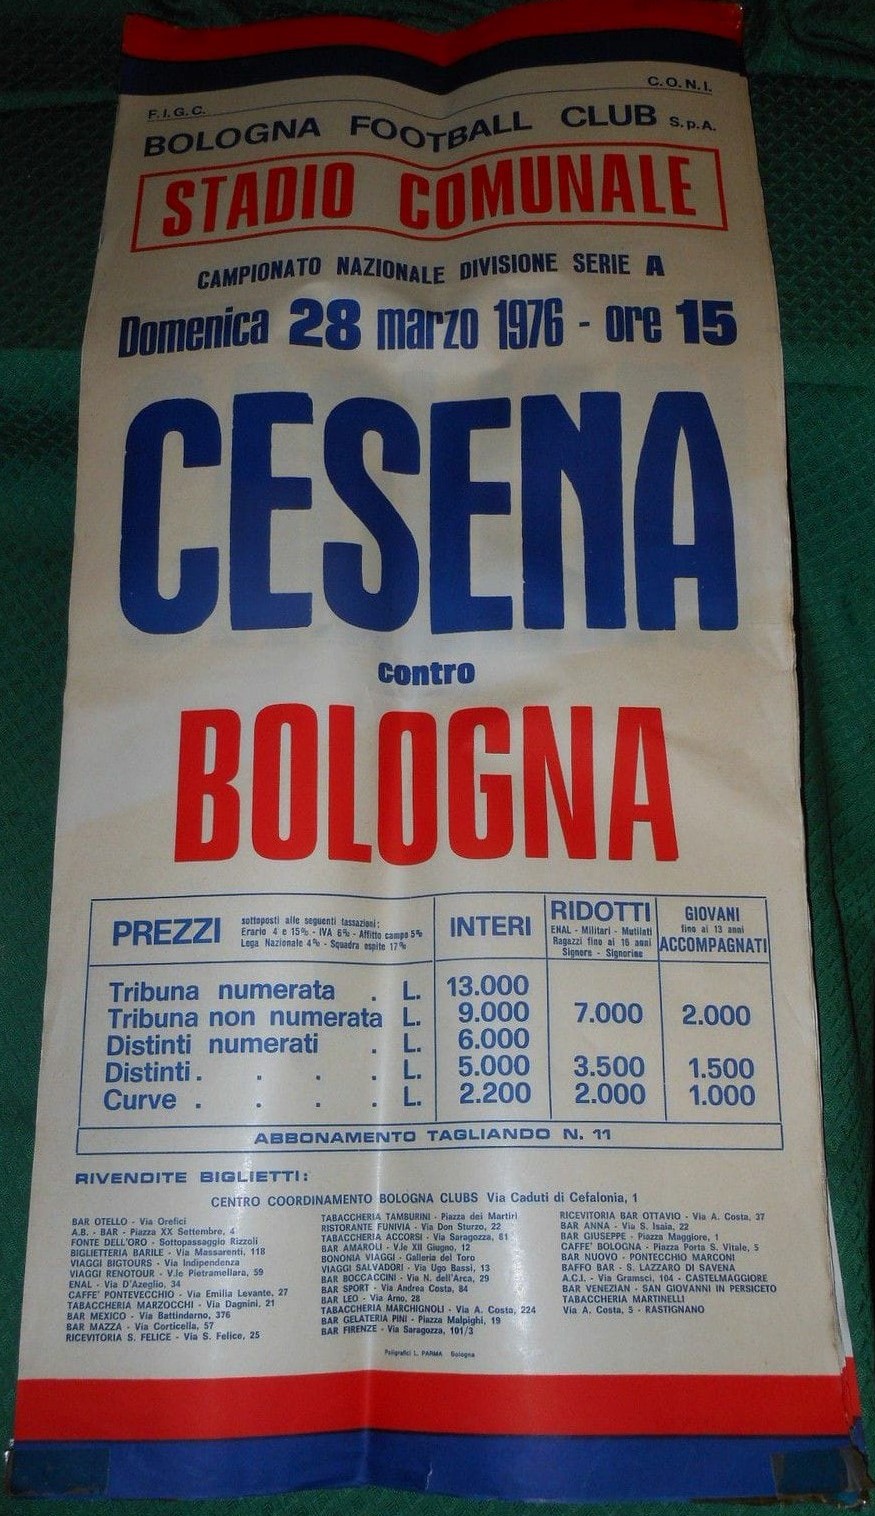 F.I.G.C. C.O.N.I.
BOLOGNA FOOTBALL CLUB S.p.A.
STADIO COMUNALE
CAMPIONATO NAZIONALE DIVISIONE SERIE A
Domenica 28 marzo 1976 - ore 15
CESENA
contro
BOLOGNA
PREZZI
sottoposti alle seguenti tassazioni:
Erario 4 e 15% - IVA 6% - Affitto campo 5%
Lega Nazionale 4% - Squadra ospite 17%
INTERI
RIDOTTI
ENAL - Militari - Mutilati
Ragazzi fino ai 16 anni
Signore - Signorine
GIOVANI
fino ai 13 anni
ACCOMPAGNATI
Tribuna numerata . L. 13.000
Tribuna non numerata L. 9.000 7.000 2.000
Distinti numerati . L. 6.000
Distinti . . . . L. 5.000 3.500 1.500
Curve . . . . L. 2.200 2.000 1.000
ABBONAMENTO TAGLIANDO N. 11
RIVENDITE BIGLIETTI:
CENTRO COORDINAMENTO BOLOGNA CLUBS Via Caduti di Cefalonia, 1
BAR OTELLO - Via Orefici
A.B. - BAR - Piazza XX Settembre, 4
FONTE DELL'ORO - Sottopassaggio Rizzoli
BIGLIETTERIA BARILE - Via Massarenti, 118
VIAGGI BIGTOURS - Via Indipendenza
VIAGGI RENOTOUR - V.le Pietramellara, 59
ENAL - Via D'Azeglio, 34
CAFFE' PONTEVECCHIO - Via Emilia Levante, 27
TABACCHERIA MARZOCCHI - Via Dagnini, 21
BAR MEXICO - Via Battindarno, 376
BAR MAZZA - Via Corticella, 57
RICEVITORIA S. FELICE - Via S. Felice, 25
TABACCHERIA TAMBURINI - Piazza dei Martiri
RISTORANTE FUNIVIA - Via Don Sturzo, 22
TABACCHERIA ACCORSI - Via Saragozza, 81
BAR AMAROLI - V.le XII Giugno, 12
BONONIA VIAGGI - Galleria del Toro
VIAGGI SALVADORI - Via Ugo Bassi, 13
BAR BOCCACCINI - Via N. dell'Arca, 29
BAR SPORT - Via Andrea Costa, 84
BAR LEO - Via Arno, 28
TABACCHERIA MARCHIGNOLI - Via A. Costa, 224
BAR GELATERIA PINI - Piazza Malpighi, 19
BAR FIRENZE - Via Saragozza, 101/3
RICEVITORIA BAR OTTAVIO - Via A. Costa, 37
BAR ANNA - Via S. Isaia, 22
BAR GIUSEPPE - Piazza Maggiore, 1
CAFFE' BOLOGNA - Piazza Porta S. Vitale, 5
BAR NUOVO - PONTECCHIO MARCONI
BAFFO BAR - S. LAZZARO DI SAVENA
A.C.I. - Via Gramsci, 104 - CASTELMAGGIORE
BAR VENEZIAN - SAN GIOVANNI IN PERSICETO
TABACCHERIA MARTINELLI
Via A. Costa, 5 - RASTIGNANO
Poligrafici L. PARMA Bologna